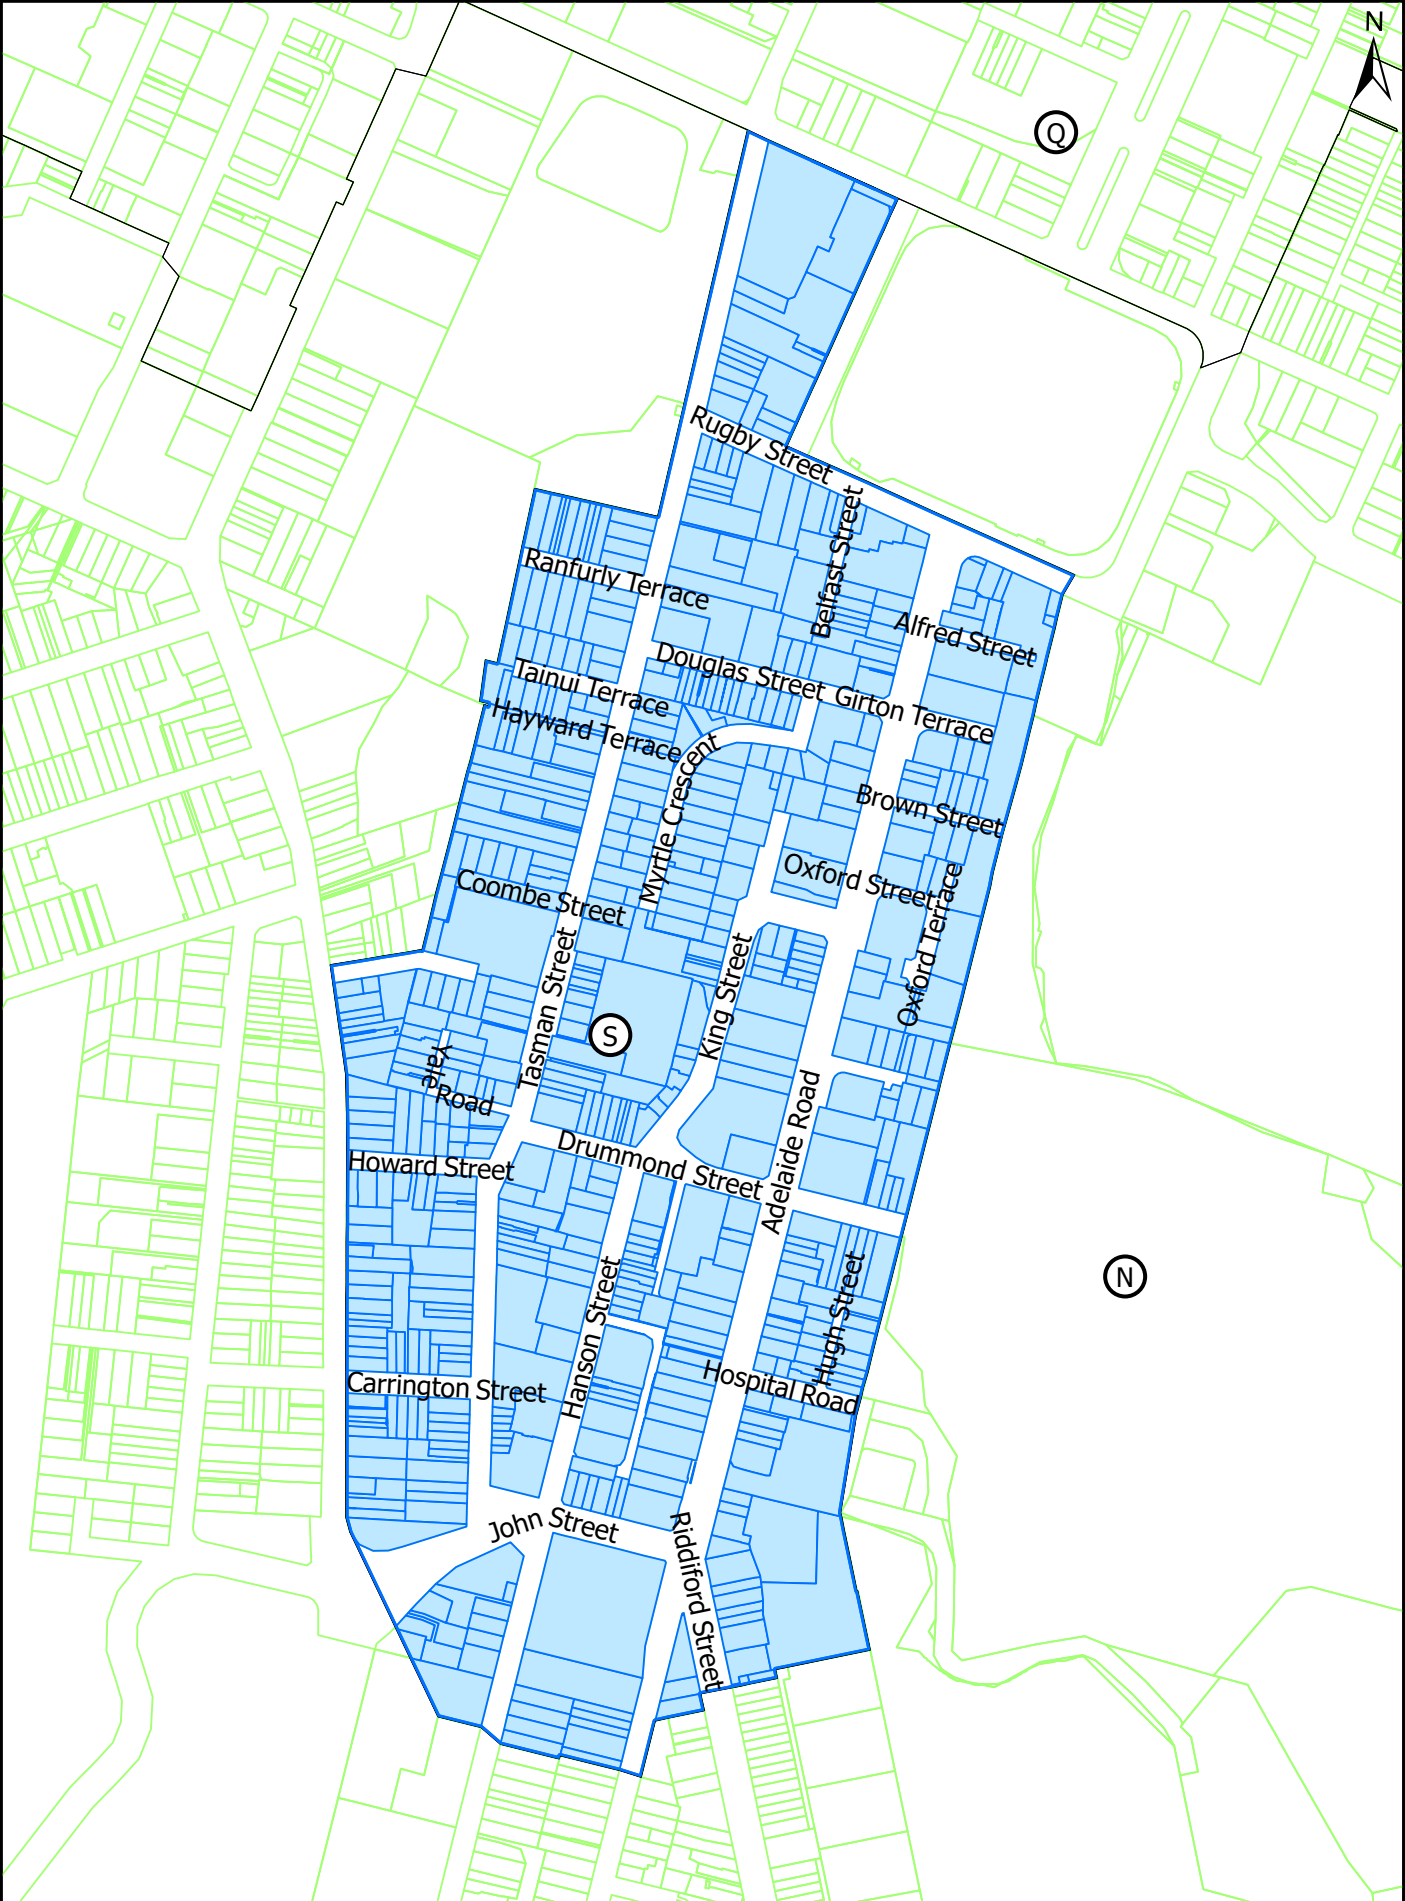 N
Q
Rugby Street
Belfast Street
Ranfurly Terrace
Alfred Street
Douglas Street
Girton Terrace
Tainui Terrace
Hayward Terrace
Myrtle Crescent
Brown Street
Oxford Street
Oxford Terrace
Coombe Street
Tasman Street
King Street
S
Yale
Road
Adelaide Road
Drummond Street
Howard Street
Hanson Street
Hugh Street
N
Hospital Road
Carrington Street
John Street
Riddiford Street